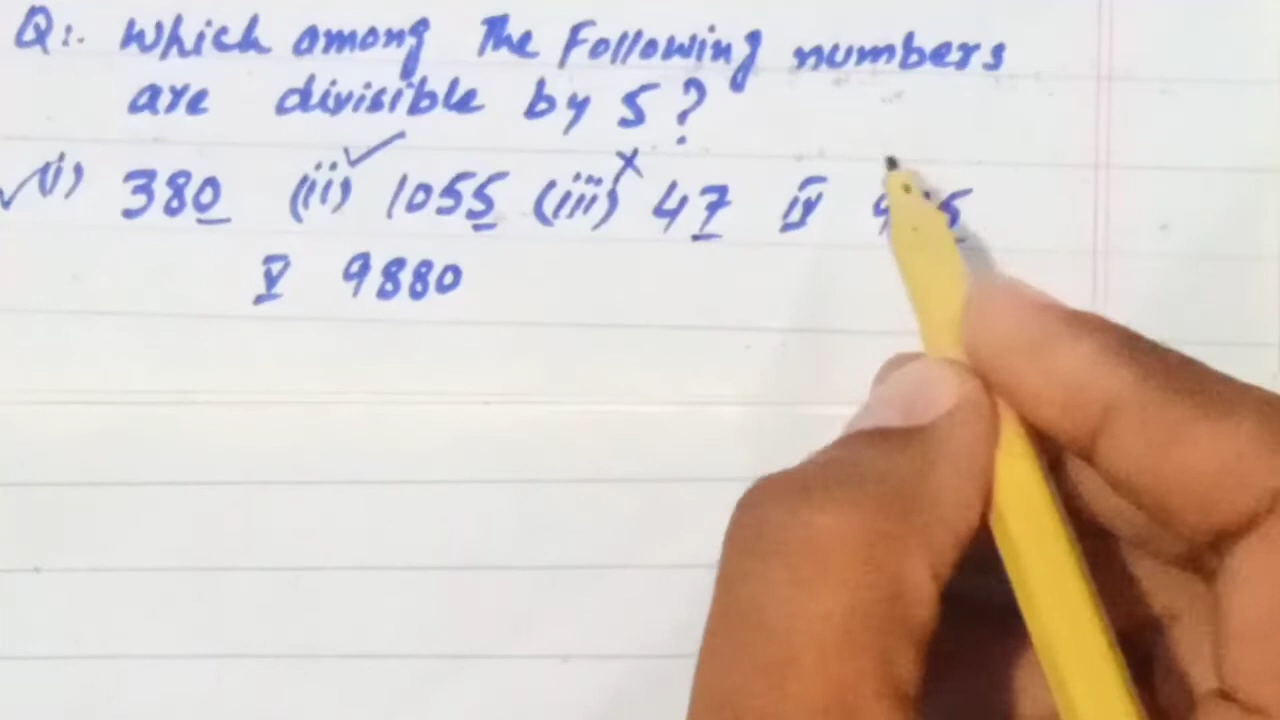 Q:- Which among The Following numbers
are divisible by 5?
✓(i) 380 (ii) ✓ 1055 (iii) × 47 IV
V 9880